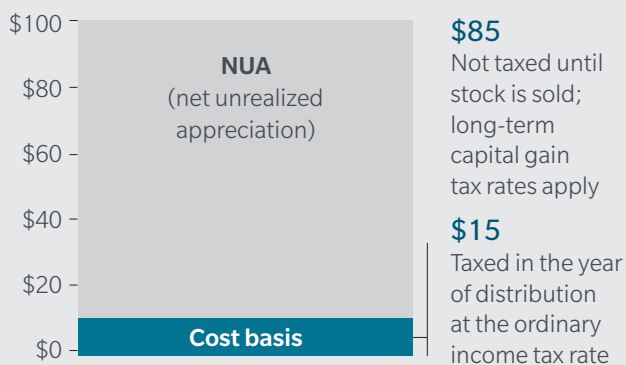 $100
$80
$60
$40
$20
$0
NUA
(net unrealized
appreciation)
Cost basis
$85
Not taxed until
stock is sold;
long-term
capital gain
tax rates apply
$15
Taxed in the year
of distribution
at the ordinary
income tax rate